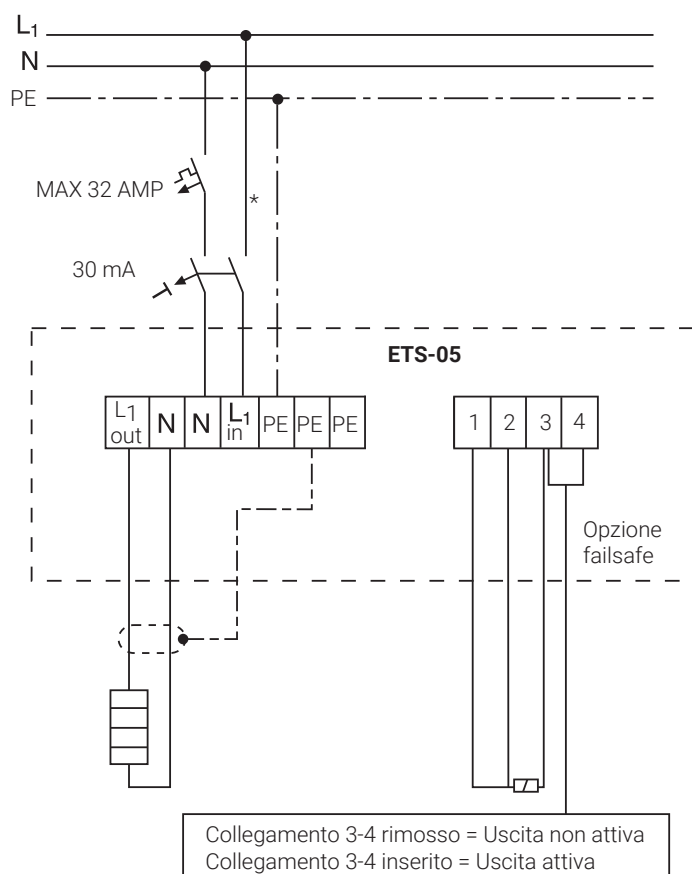 L1
N
PE
MAX 32 AMP
*
30 mA
ETS-05
L1 out
N
N
L1 in
PE
PE
PE
1
2
3
4
Opzione
failsafe
Collegamento 3-4 rimosso = Uscita non attiva
Collegamento 3-4 inserito = Uscita attiva